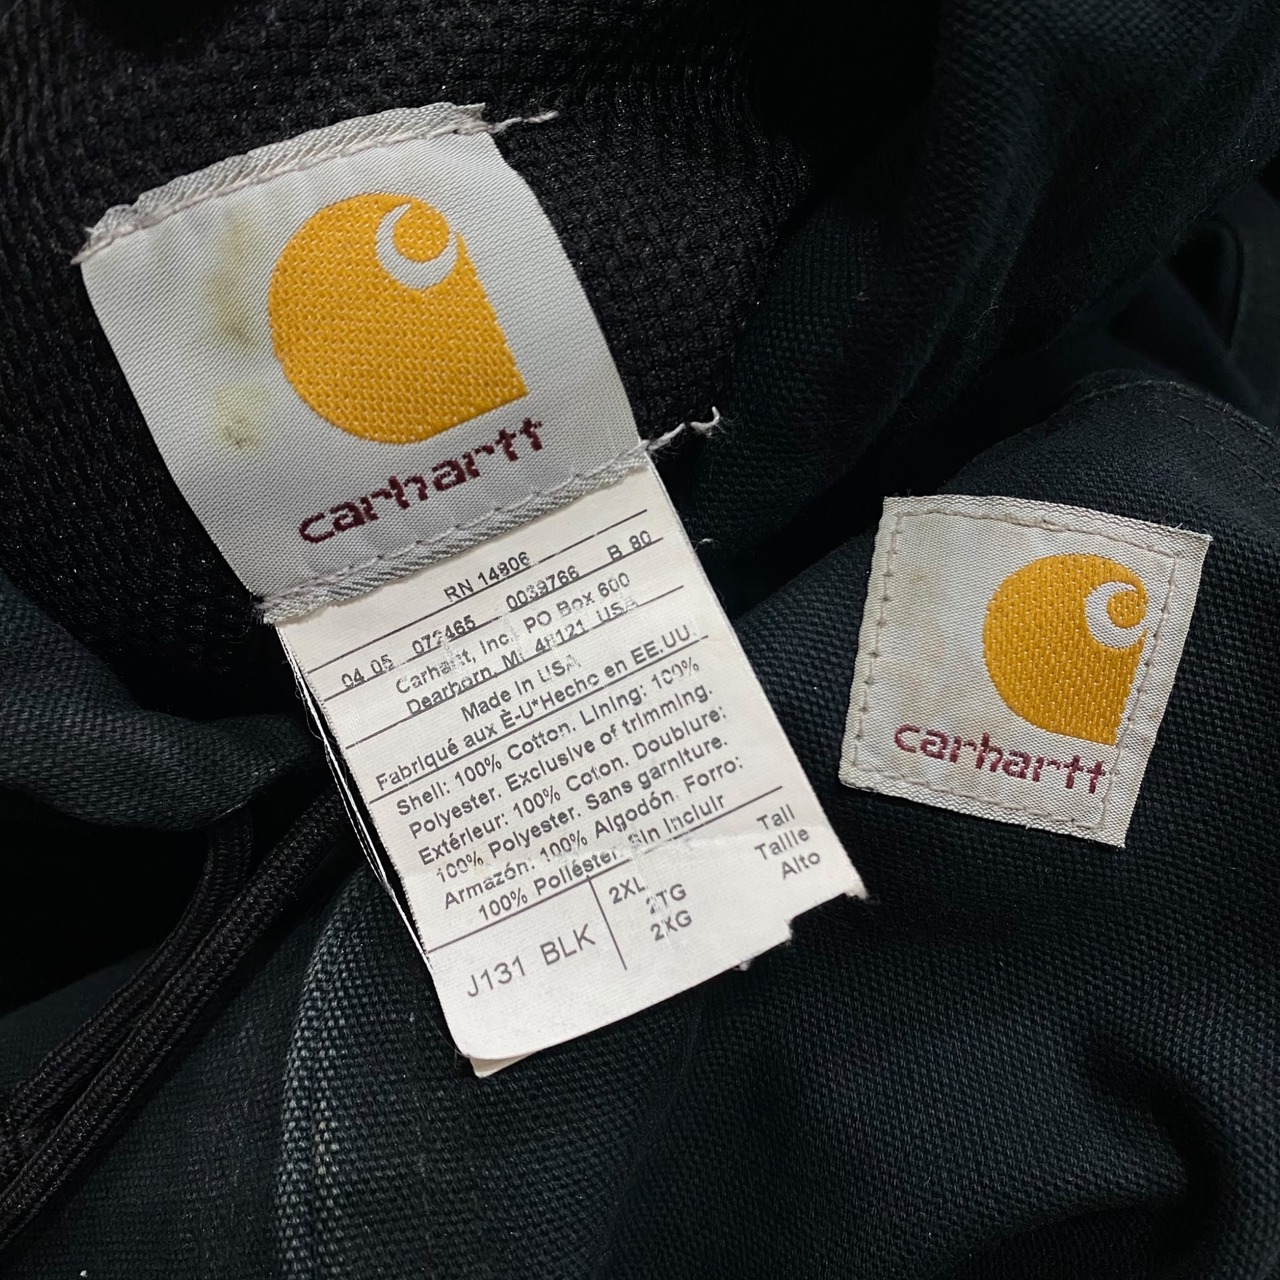 carhartt
RN 14806
04 05 072465 0039766 B 80
Carhartt, Inc. PO Box 600
Dearborn, MI 48121 USA
Made in USA
Fabriqué aux É-U*Hecho en EE.UU.
Shell: 100% Cotton. Lining: 100%
Polyester. Exclusive of trimming.
Extérieur: 100% Coton. Doublure:
100% Polyester. Sans garniture.
Armazón: 100% Algodón. Forro:
100% Poliéster. Sin Incluir
J131 BLK
2XL Tall
2TG Taille
2XG Alto
carhartt